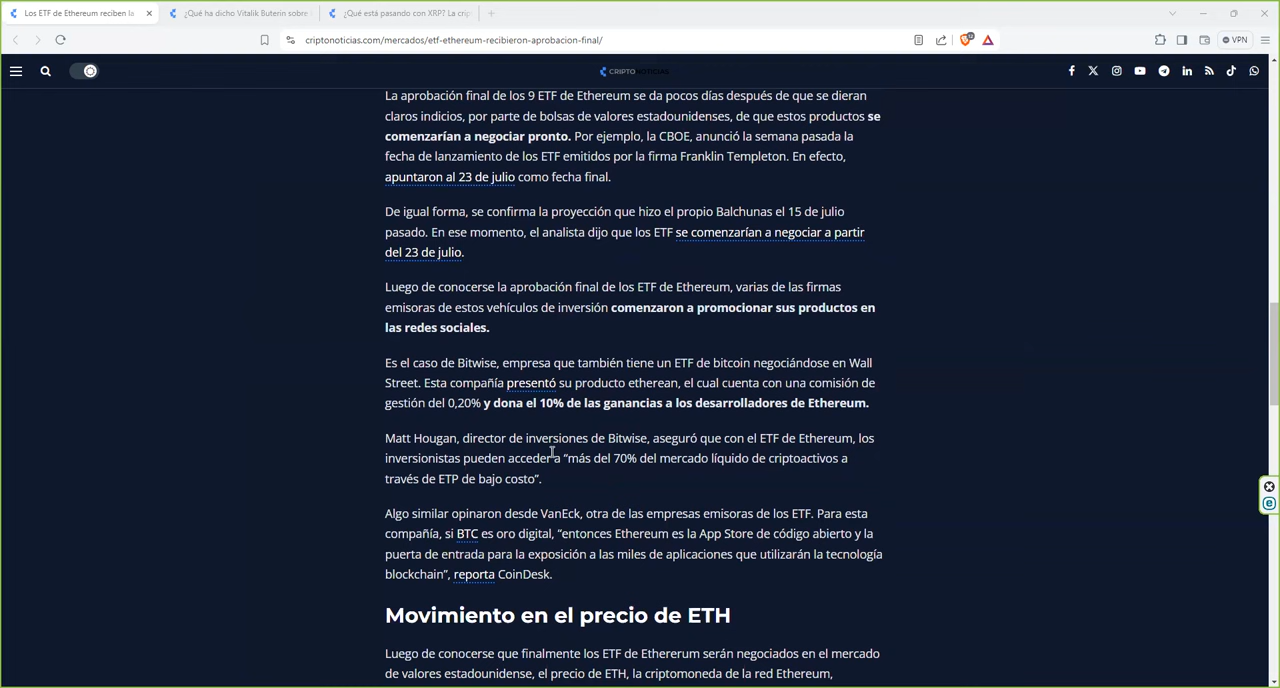 Los ETF de Ethereum reciben la
¿Qué ha dicho Vitalik Buterin sobre
¿Qué está pasando con XRP? La crip
criptonoticias.com/mercados/etf-ethereum-recibieron-aprobacion-final/
VPN
CRIPTONOTICIAS
La aprobación final de los 9 ETF de Ethereum se da pocos días después de que se dieran
claros indicios, por parte de bolsas de valores estadounidenses, de que estos productos se
comenzarían a negociar pronto. Por ejemplo, la CBOE, anunció la semana pasada la
fecha de lanzamiento de los ETF emitidos por la firma Franklin Templeton. En efecto,
apuntaron al 23 de julio como fecha final.
De igual forma, se confirma la proyección que hizo el propio Balchunas el 15 de julio
pasado. En ese momento, el analista dijo que los ETF se comenzarían a negociar a partir
del 23 de julio.
Luego de conocerse la aprobación final de los ETF de Ethereum, varias de las firmas
emisoras de estos vehículos de inversión comenzaron a promocionar sus productos en
las redes sociales.
Es el caso de Bitwise, empresa que también tiene un ETF de bitcoin negociándose en Wall
Street. Esta compañía presentó su producto etherean, el cual cuenta con una comisión de
gestión del 0,20% y dona el 10% de las ganancias a los desarrolladores de Ethereum.
Matt Hougan, director de inversiones de Bitwise, aseguró que con el ETF de Ethereum, los
inversionistas pueden acceder a “más del 70% del mercado líquido de criptoactivos a
través de ETP de bajo costo”.
Algo similar opinaron desde VanEck, otra de las empresas emisoras de los ETF. Para esta
compañía, si BTC es oro digital, “entonces Ethereum es la App Store de código abierto y la
puerta de entrada para la exposición a las miles de aplicaciones que utilizarán la tecnología
blockchain”, reporta CoinDesk.
Movimiento en el precio de ETH
Luego de conocerse que finalmente los ETF de Ethererum serán negociados en el mercado
de valores estadounidense, el precio de ETH, la criptomoneda de la red Ethereum,